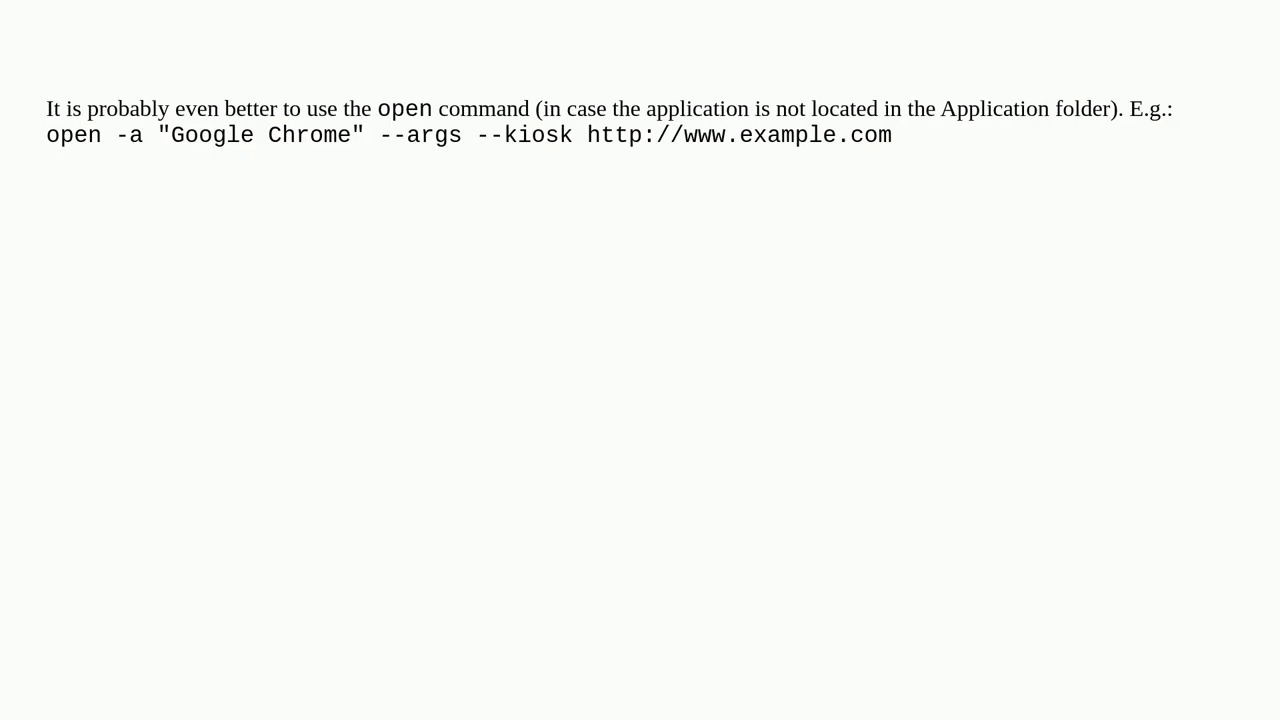 It is probably even better to use the open command (in case the application is not located in the Application folder). E.g.:
open -a "Google Chrome" --args --kiosk http://www.example.com